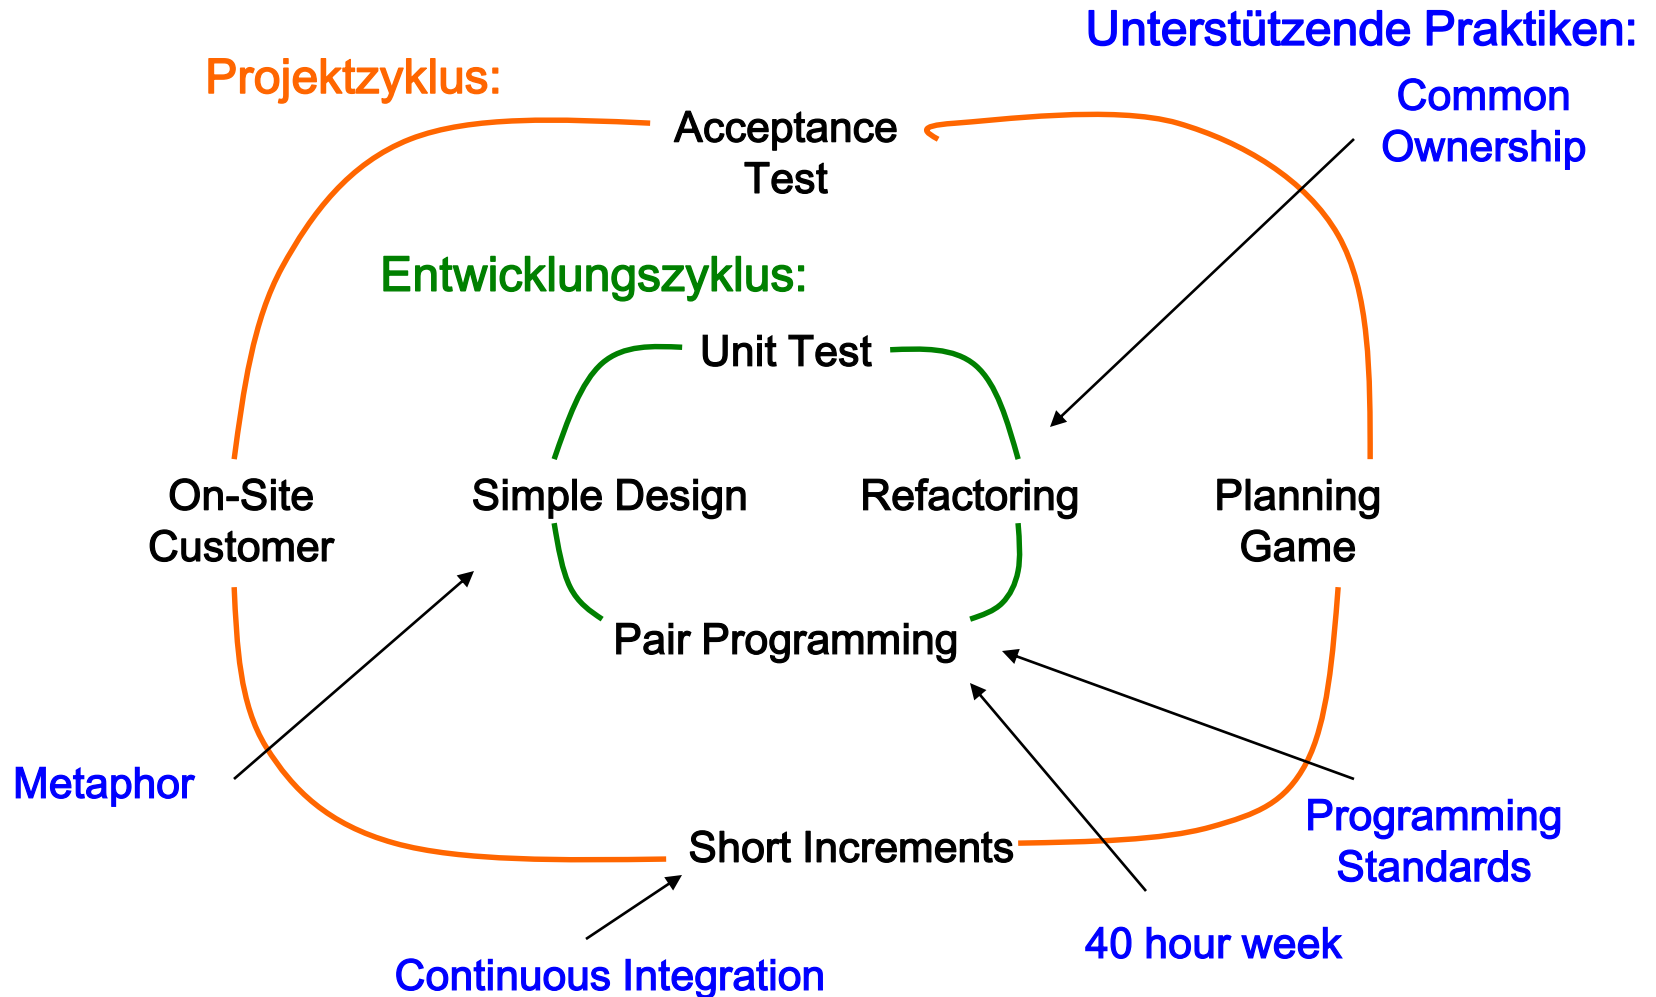 Unterstützende Praktiken:
Projektzyklus:
Common
Ownership
Acceptance
Test
Entwicklungszyklus:
Unit Test
On-Site
Customer
Simple Design
Refactoring
Planning
Game
Pair Programming
Metaphor
Short Increments
Programming
Standards
40 hour week
Continuous Integration